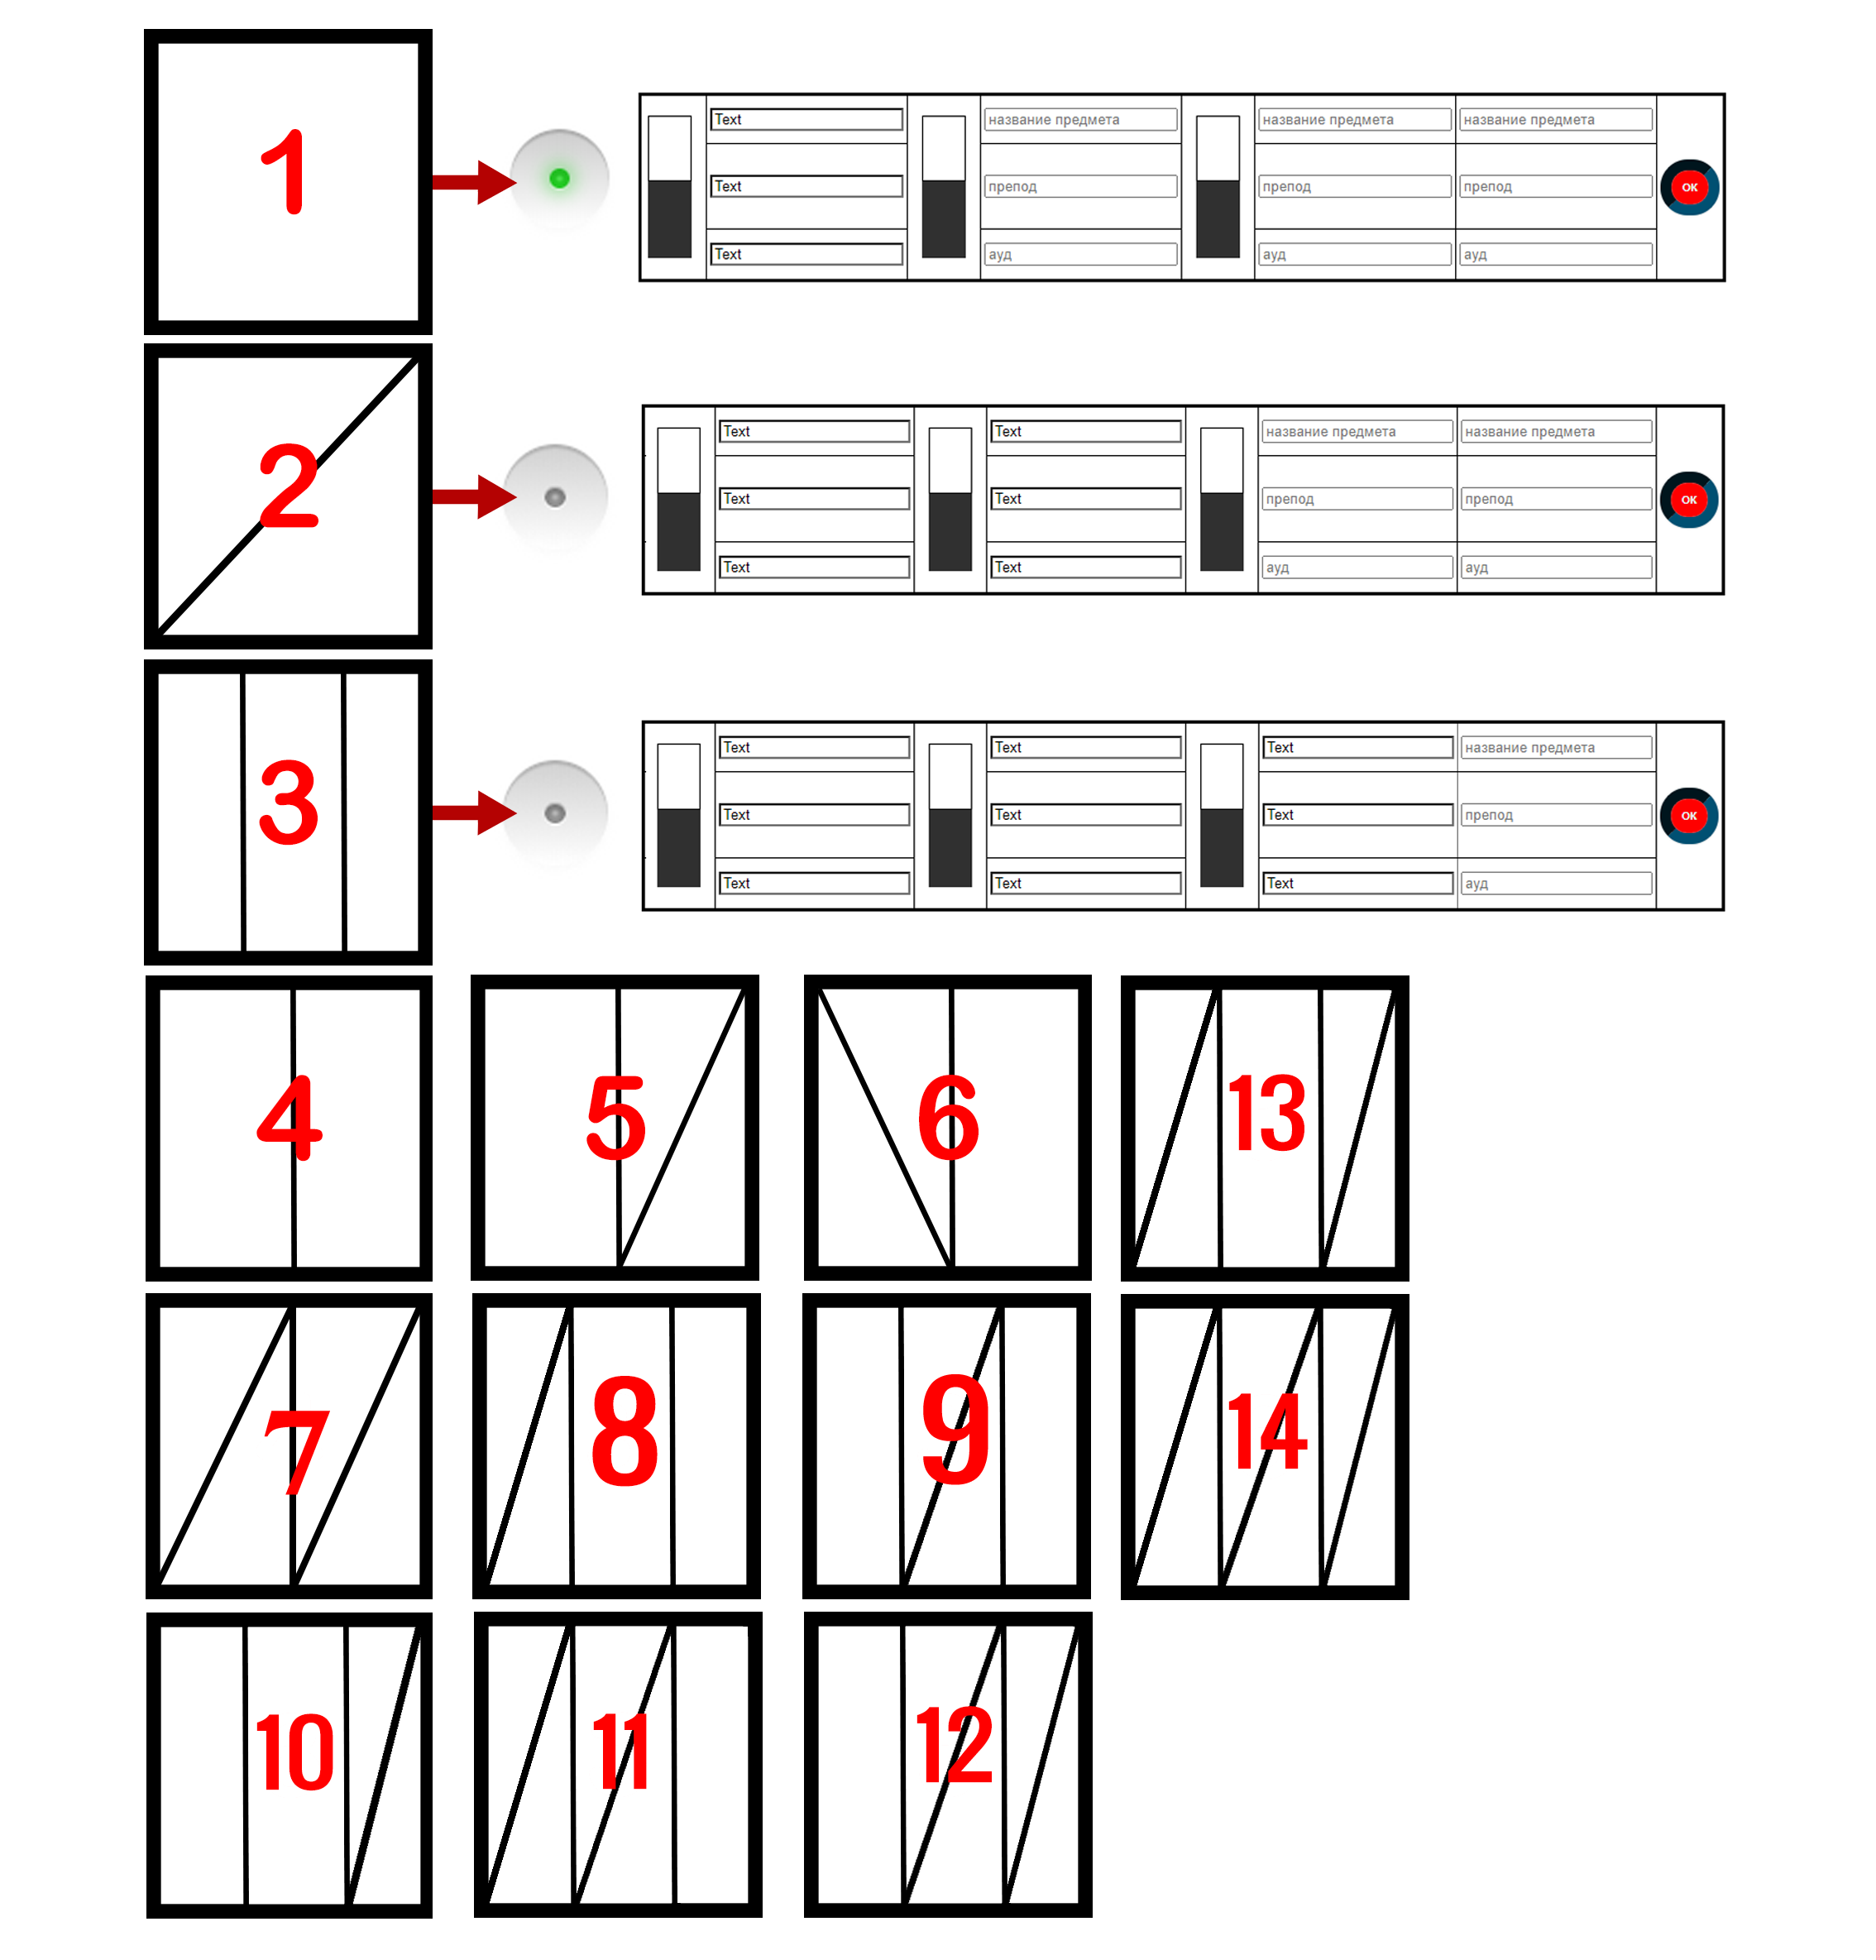 1
Text название предмета название предмета название предмета
Text препод препод препод OK
Text ауд ауд ауд
2
Text Text название предмета название предмета
Text Text препод препод OK
Text Text ауд ауд
3
Text Text Text название предмета
Text Text Text препод OK
Text Text Text ауд
4 5 6 13
7 8 9 14
10 11 12